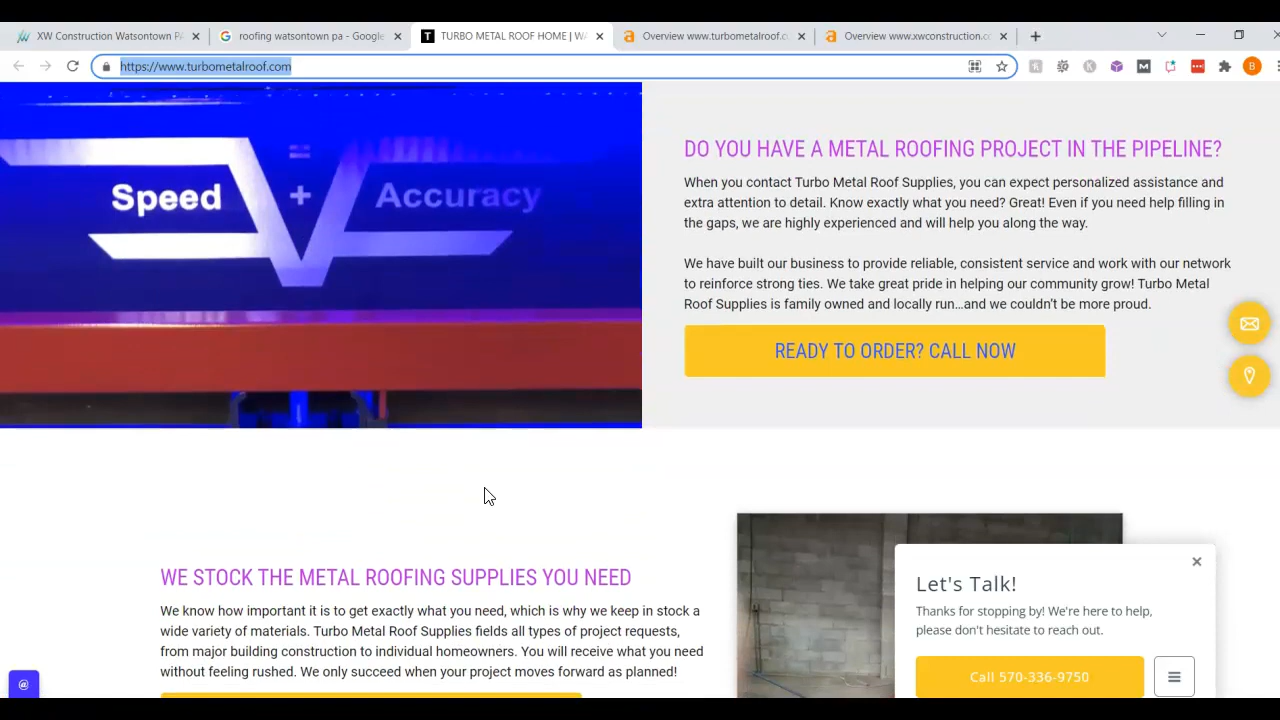 XW Construction Watsontown PA
roofing watsontown pa - Google
TURBO METAL ROOF HOME | WA
Overview www.turbometalroof.co
Overview www.xwconstruction.co
https://www.turbometalroof.com
B
Speed + Accuracy
DO YOU HAVE A METAL ROOFING PROJECT IN THE PIPELINE?
When you contact Turbo Metal Roof Supplies, you can expect personalized assistance and
extra attention to detail. Know exactly what you need? Great! Even if you need help filling in
the gaps, we are highly experienced and will help you along the way.
We have built our business to provide reliable, consistent service and work with our network
to reinforce strong ties. We take great pride in helping our community grow! Turbo Metal
Roof Supplies is family owned and locally run…and we couldn't be more proud.
READY TO ORDER? CALL NOW
WE STOCK THE METAL ROOFING SUPPLIES YOU NEED
We know how important it is to get exactly what you need, which is why we keep in stock a
wide variety of materials. Turbo Metal Roof Supplies fields all types of project requests,
from major building construction to individual homeowners. You will receive what you need
without feeling rushed. We only succeed when your project moves forward as planned!
Let's Talk!
Thanks for stopping by! We're here to help,
please don't hesitate to reach out.
Call 570-336-9750
@